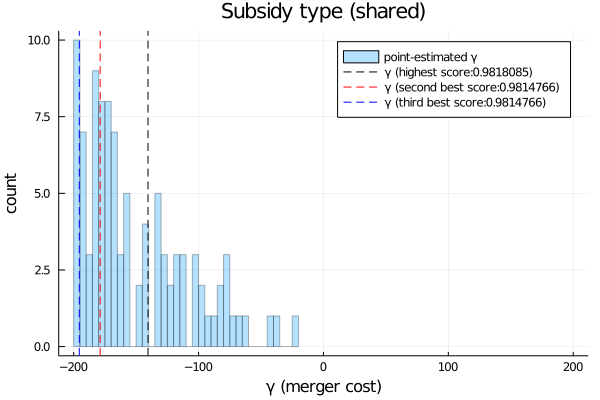 Subsidy type (shared)
10.0
point-estimated γ
γ (highest score:0.9818085)
γ (second best score:0.9814766)
γ (third best score:0.9814766)
7.5
count
5.0
2.5
0.0
−200 −100 0 100 200
γ (merger cost)